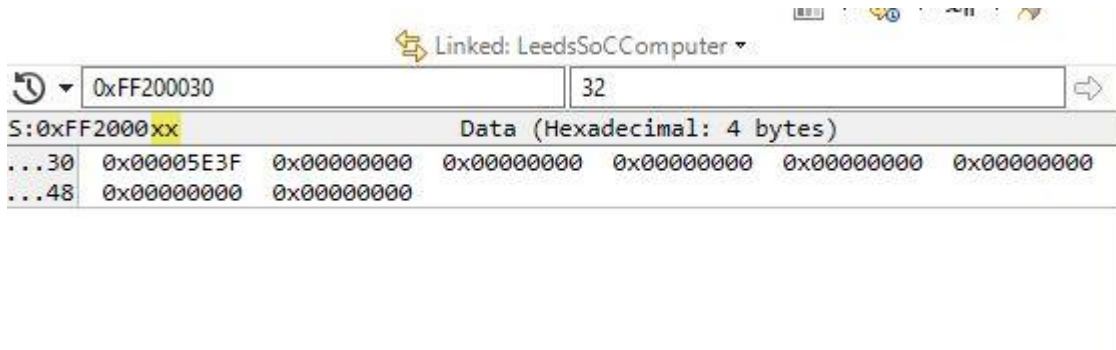 Linked: LeedsSoCComputer
0xFF200030 32
S:0xFF2000xx Data (Hexadecimal: 4 bytes)
...30 0x00005E3F 0x00000000 0x00000000 0x00000000 0x00000000 0x00000000
...48 0x00000000 0x00000000